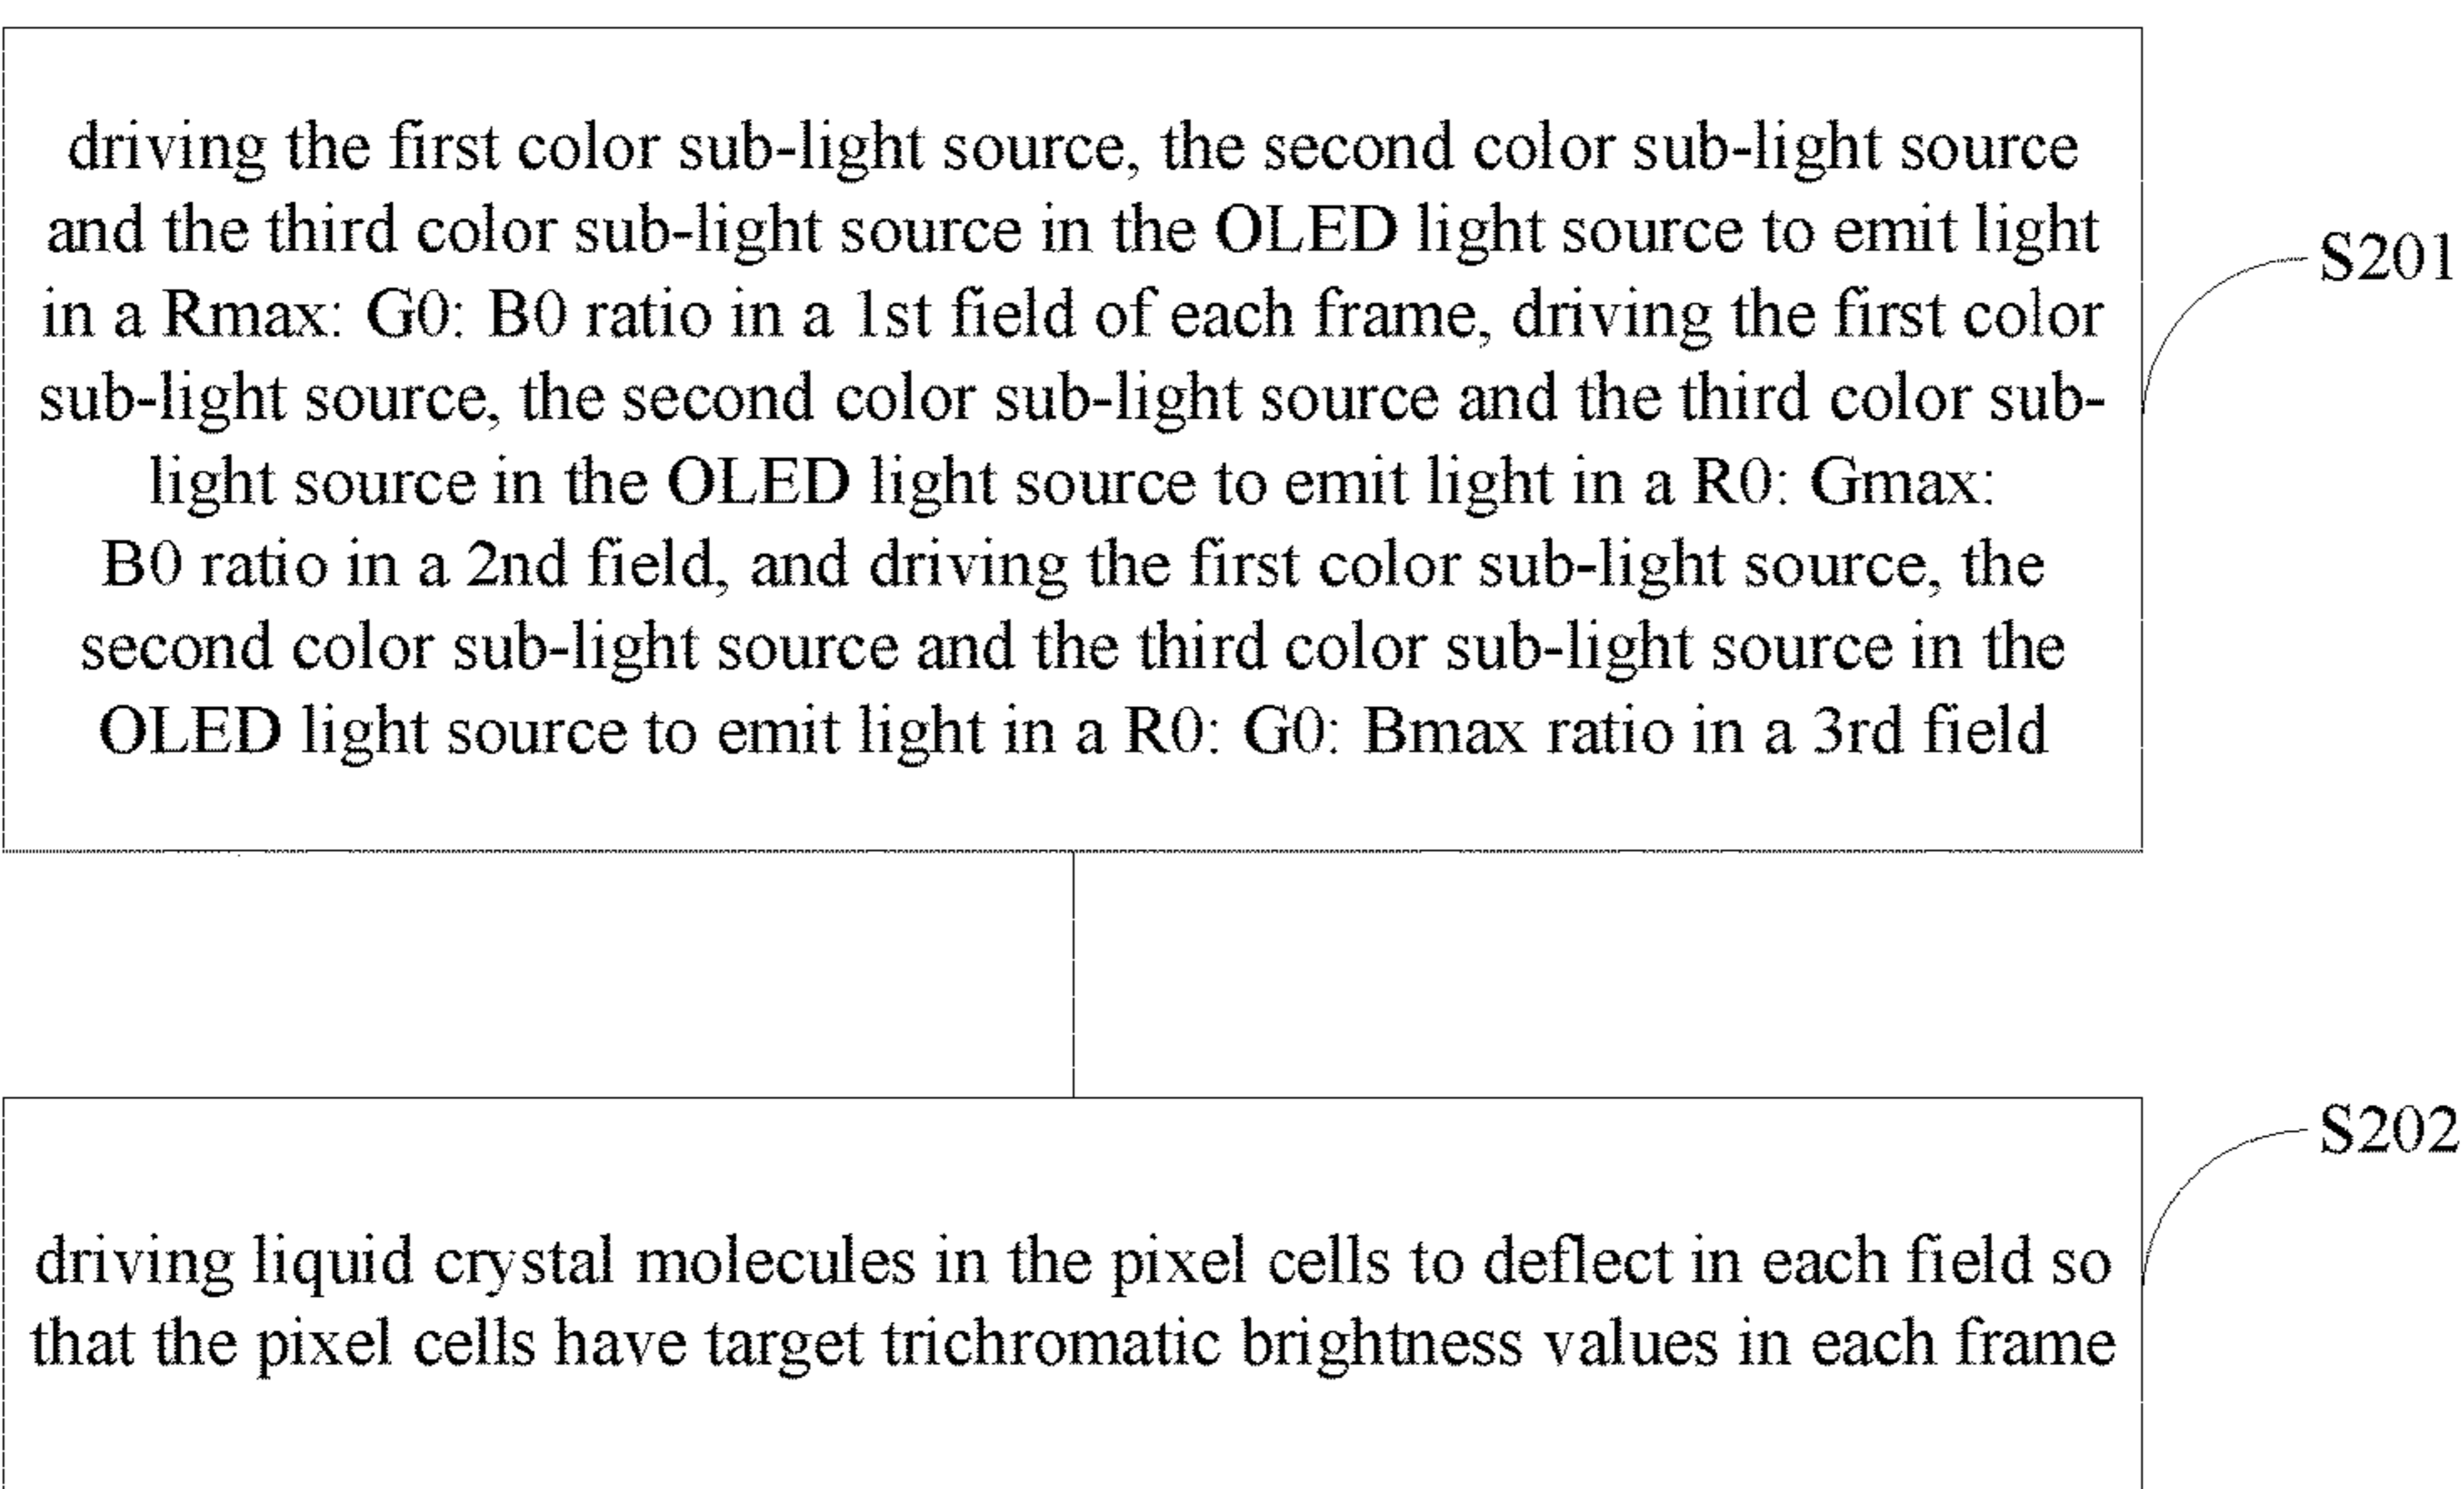 driving the first color sub-light source, the second color sub-light source
and the third color sub-light source in the OLED light source to emit light
in a Rmax: G0: B0 ratio in a 1st field of each frame, driving the first color
sub-light source, the second color sub-light source and the third color sub-
light source in the OLED light source to emit light in a R0: Gmax:
B0 ratio in a 2nd field, and driving the first color sub-light source, the
second color sub-light source and the third color sub-light source in the
OLED light source to emit light in a R0: G0: Bmax ratio in a 3rd field
S201
S202
driving liquid crystal molecules in the pixel cells to deflect in each field so
that the pixel cells have target trichromatic brightness values in each frame